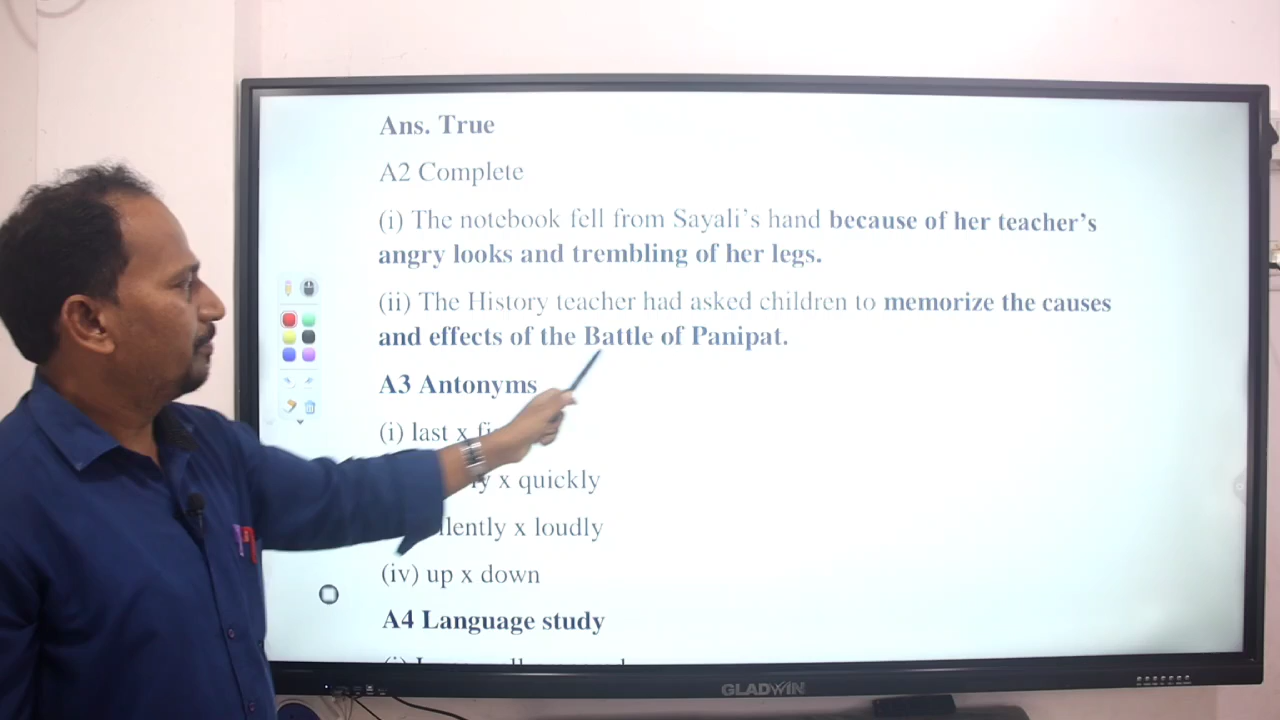 Ans. True
A2 Complete
(i) The notebook fell from Sayali's hand because of her teacher's
angry looks and trembling of her legs.
(ii) The History teacher had asked children to memorize the causes
and effects of the Battle of Panipat.
A3 Antonyms
(i) last x
x quickly
x loudly
(iv) up x down
A4 Language study
GLADWIN